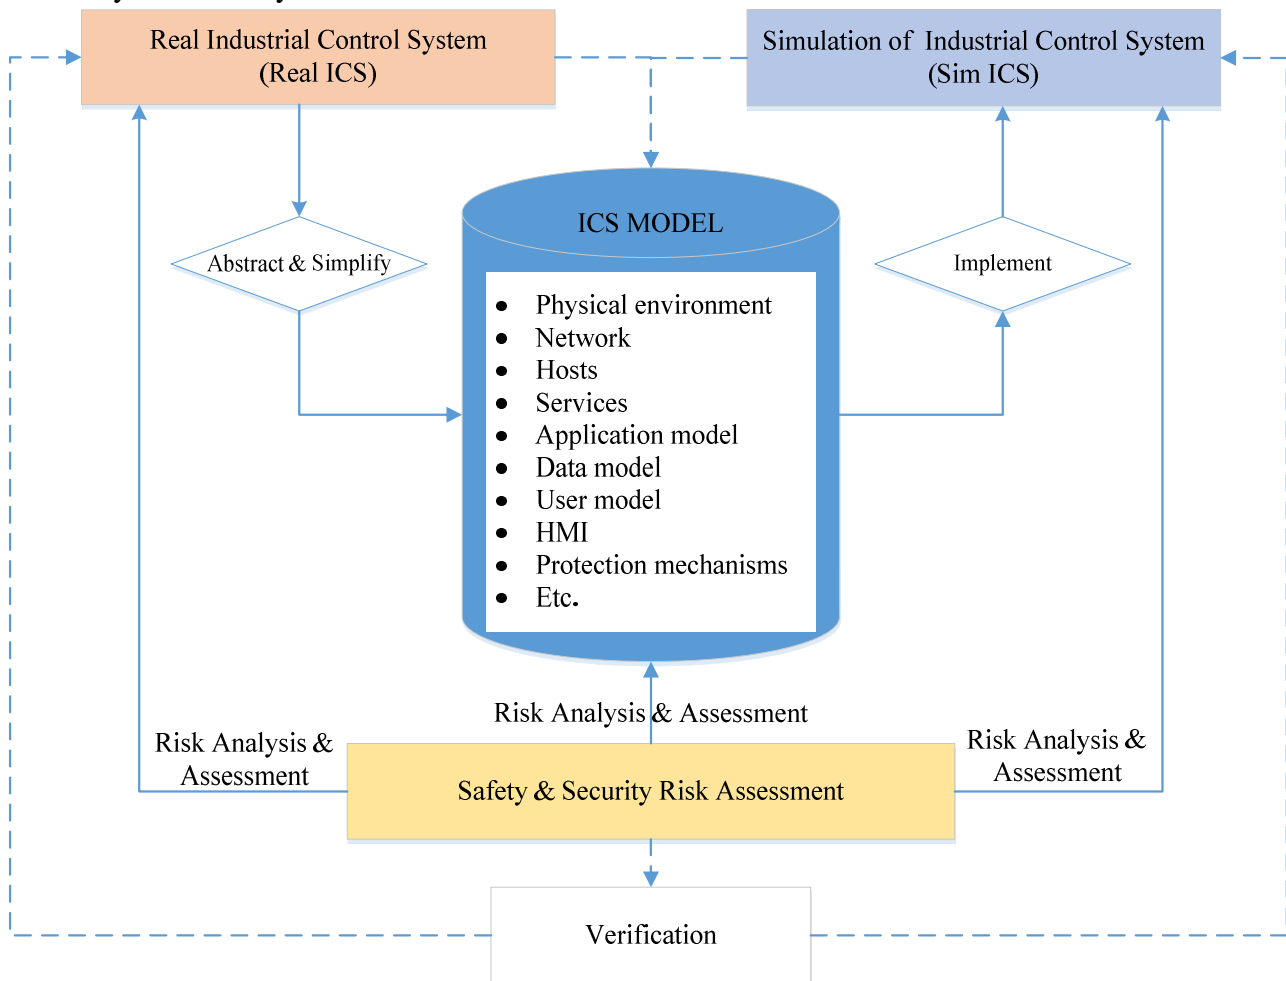 Real Industrial Control System
(Real ICS)
Simulation of Industrial Control System
(Sim ICS)
ICS MODEL
Abstract & Simplify
Implement
• Physical environment
• Network
• Hosts
• Services
• Application model
• Data model
• User model
• HMI
• Protection mechanisms
• Etc.
Risk Analysis & Assessment
Risk Analysis &
Assessment
Risk Analysis &
Assessment
Safety & Security Risk Assessment
Verification